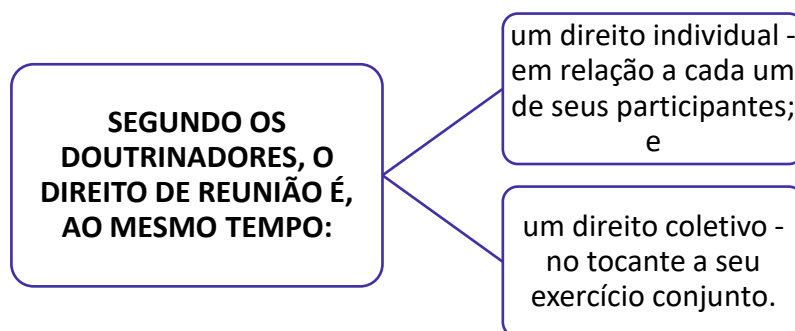 SEGUNDO OS
DOUTRINADORES, O
DIREITO DE REUNIÃO É,
AO MESMO TEMPO:
um direito individual -
em relação a cada um
de seus participantes;
e
um direito coletivo -
no tocante a seu
exercício conjunto.